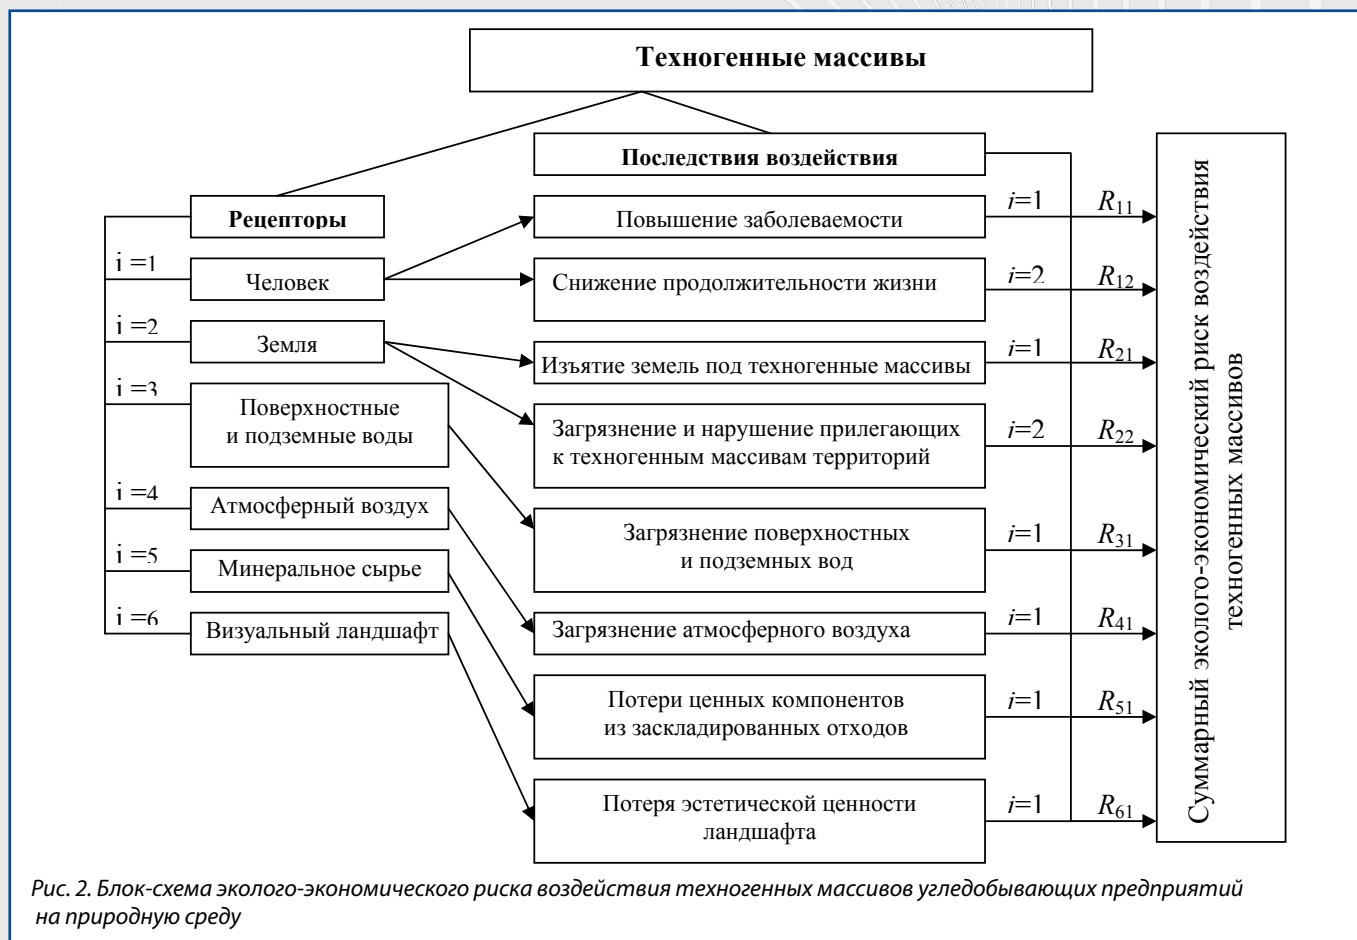 Техногенные массивы
Последствия воздействия
Рецепторы
i =1
Человек
i =2
Земля
i =3
Поверхностные
и подземные воды
i =4
Атмосферный воздух
i =5
Минеральное сырье
i =6
Визуальный ландшафт
Повышение заболеваемости
i=1
R11
Снижение продолжительности жизни
i=2
R12
Изъятие земель под техногенные массивы
i=1
R21
Загрязнение и нарушение прилегающих
к техногенным массивам территорий
i=2
R22
Загрязнение поверхностных
и подземных вод
i=1
R31
Загрязнение атмосферного воздуха
i=1
R41
Потери ценных компонентов
из заскладированных отходов
i=1
R51
Потеря эстетической ценности
ландшафта
i=1
R61
Суммарный эколого-экономический риск воздействия
техногенных массивов
Рис. 2. Блок-схема эколого-экономического риска воздействия техногенных массивов угледобывающих предприятий
на природную среду